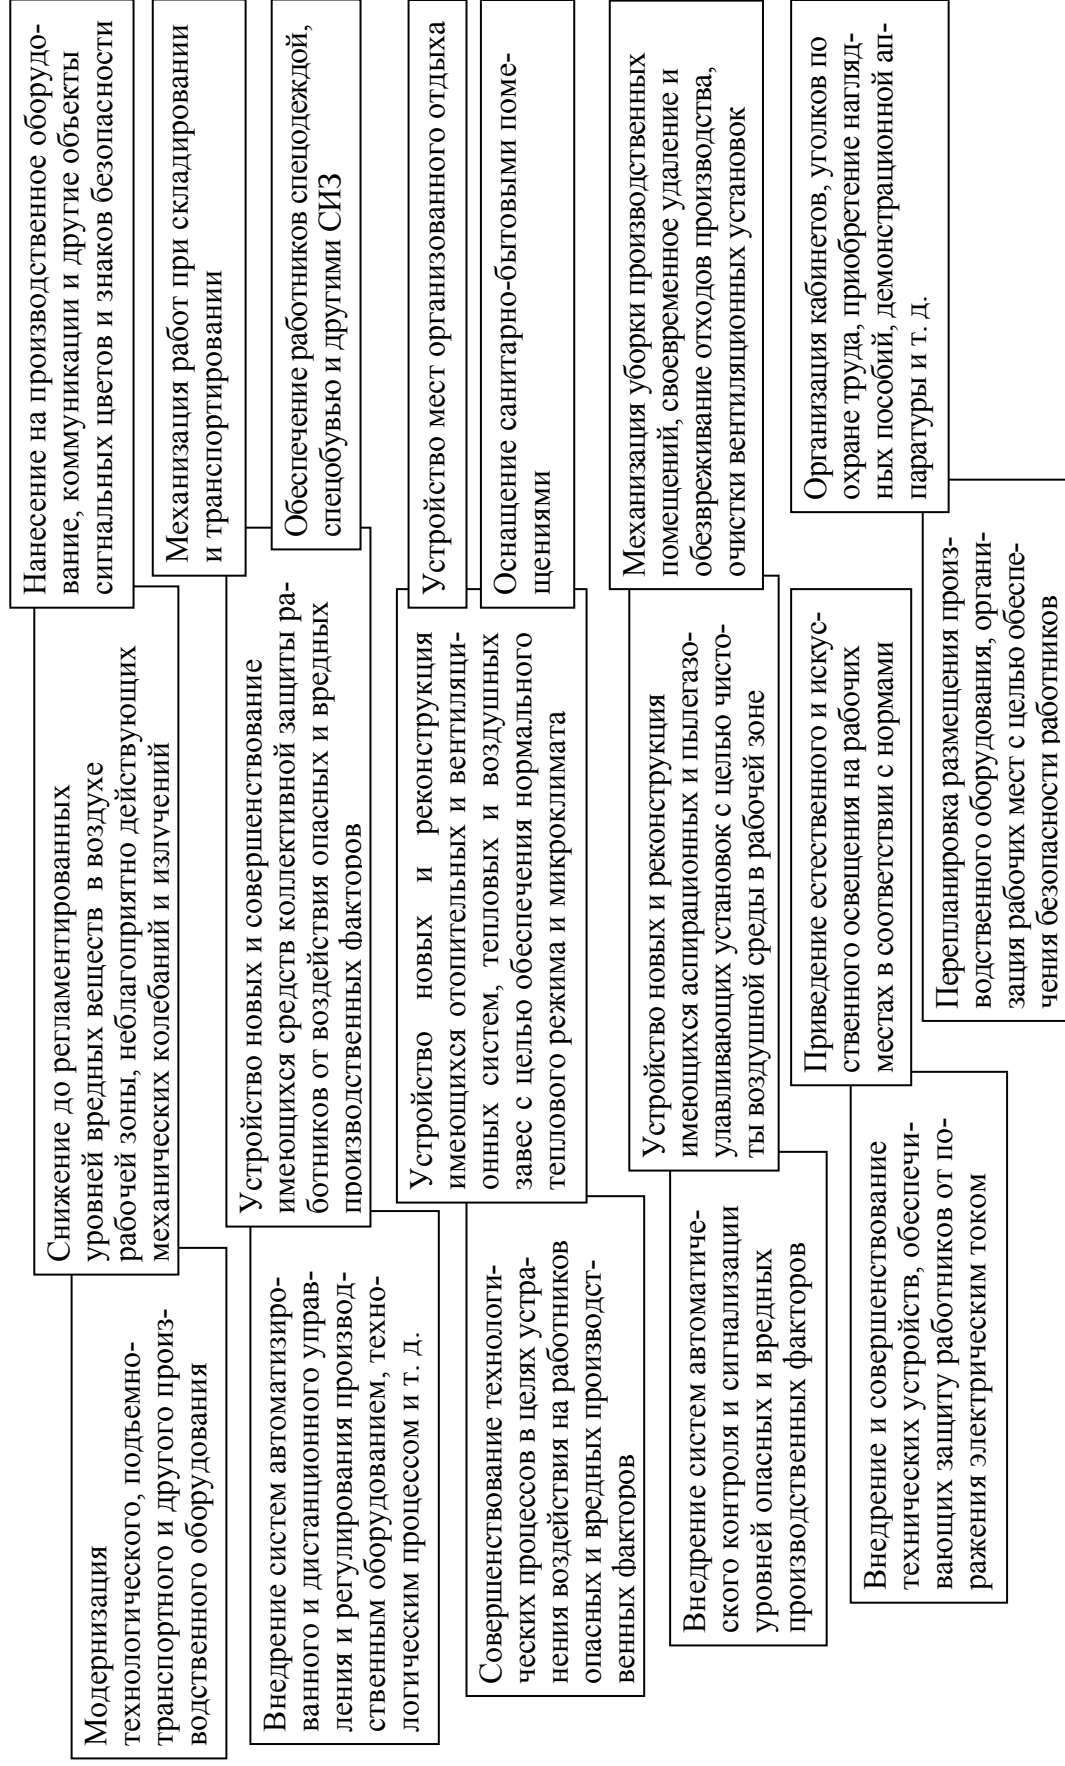 Модернизация
технологического, подъемно-
транспортного и другого произ-
водственного оборудования
Снижение до регламентированных
уровней вредных веществ в воздухе
рабочей зоны, неблагоприятно действующих
механических колебаний и излучений
Нанесение на производственное оборудо-
вание, коммуникации и другие объекты
сигнальных цветов и знаков безопасности
Внедрение систем автоматизиро-
ванного и дистанционного управ-
ления и регулирования производ-
ственным оборудованием, техно-
логическим процессом и т. д.
Устройство новых и совершенствование
имеющихся средств коллективной защиты ра-
ботников от воздействия опасных и вредных
производственных факторов
Механизация работ при складировании
и транспортировании
Обеспечение работников спецодеждой,
спецобувью и другими СИЗ
Совершенствование технологи-
ческих процессов в целях устра-
нения воздействия на работников
опасных и вредных производст-
венных факторов
Устройство новых и реконструкция
имеющихся отопительных и вентиляци-
онных систем, тепловых и воздушных
завес с целью обеспечения нормального
теплового режима и микроклимата
Устройство мест организованного отдыха
Оснащение санитарно-бытовыми поме-
щениями
Внедрение систем автоматиче-
ского контроля и сигнализации
уровней опасных и вредных
производственных факторов
Устройство новых и реконструкция
имеющихся аспирационных и пылегазо-
улавливающих установок с целью чисто-
ты воздушной среды в рабочей зоне
Механизация уборки производственных
помещений, своевременное удаление и
обезвреживание отходов производства,
очистки вентиляционных установок
Внедрение и совершенствование
технических устройств, обеспечи-
вающих защиту работников от по-
ражения электрическим током
Приведение естественного и искус-
ственного освещения на рабочих
местах в соответствии с нормами
Перепланировка размещения произ-
водственного оборудования, органи-
зация рабочих мест с целью обеспе-
чения безопасности работников
Организация кабинетов, уголков по
охране труда, приобретение нагляд-
ных пособий, демонстрационной ап-
паратуры и т. д.